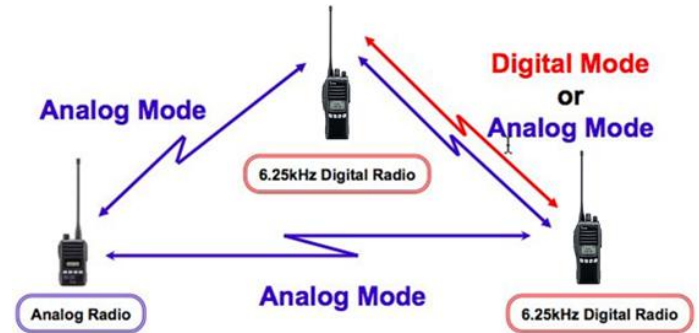 Digital Mode
or
Analog Mode
Analog Mode
6.25kHz Digital Radio
Analog Mode
Analog Radio
6.25kHz Digital Radio